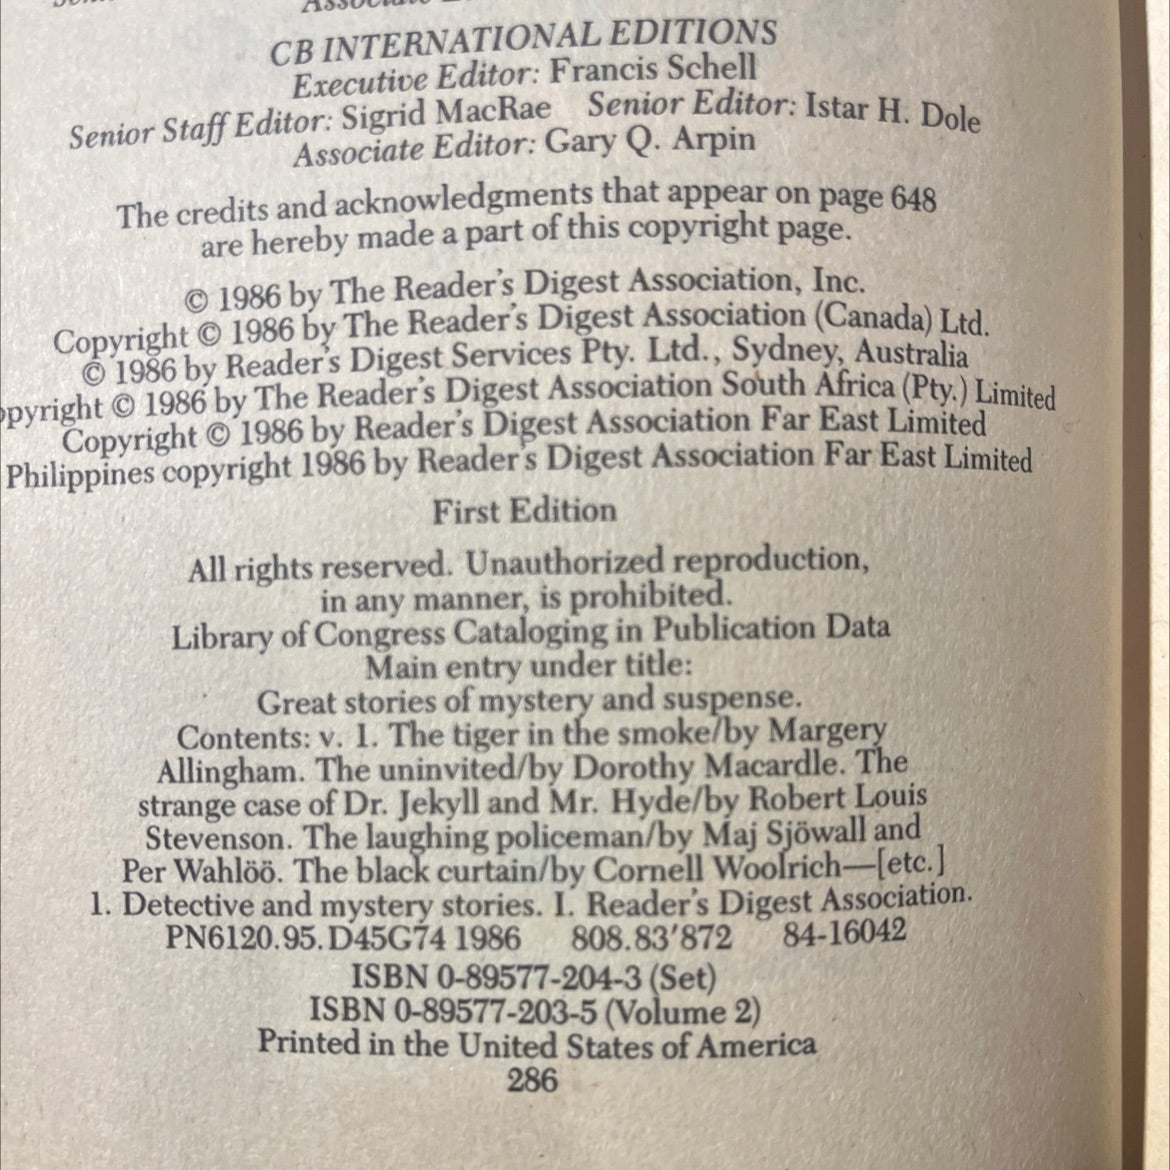 Associate
CB INTERNATIONAL EDITIONS
Executive Editor: Francis Schell
Senior Staff Editor: Sigrid MacRae Senior Editor: Istar H. Dole
Associate Editor: Gary Q. Arpin
The credits and acknowledgments that appear on page 648
are hereby made a part of this copyright page.
© 1986 by The Reader's Digest Association, Inc.
Copyright © 1986 by The Reader's Digest Association (Canada) Ltd.
© 1986 by Reader's Digest Services Pty. Ltd., Sydney, Australia
opyright © 1986 by The Reader's Digest Association South Africa (Pty.) Limited
Copyright © 1986 by Reader's Digest Association Far East Limited
Philippines copyright 1986 by Reader's Digest Association Far East Limited
First Edition
All rights reserved. Unauthorized reproduction,
in any manner, is prohibited.
Library of Congress Cataloging in Publication Data
Main entry under title:
Great stories of mystery and suspense.
Contents: v. 1. The tiger in the smoke/by Margery
Allingham. The uninvited/by Dorothy Macardle. The
strange case of Dr. Jekyll and Mr. Hyde/by Robert Louis
Stevenson. The laughing policeman/by Maj Sjöwall and
Per Wahlöö. The black curtain/by Cornell Woolrich—[etc.]
1. Detective and mystery stories. I. Reader's Digest Association.
PN6120.95.D45G74 1986 808.83'872 84-16042
ISBN 0-89577-204-3 (Set)
ISBN 0-89577-203-5 (Volume 2)
Printed in the United States of America
286